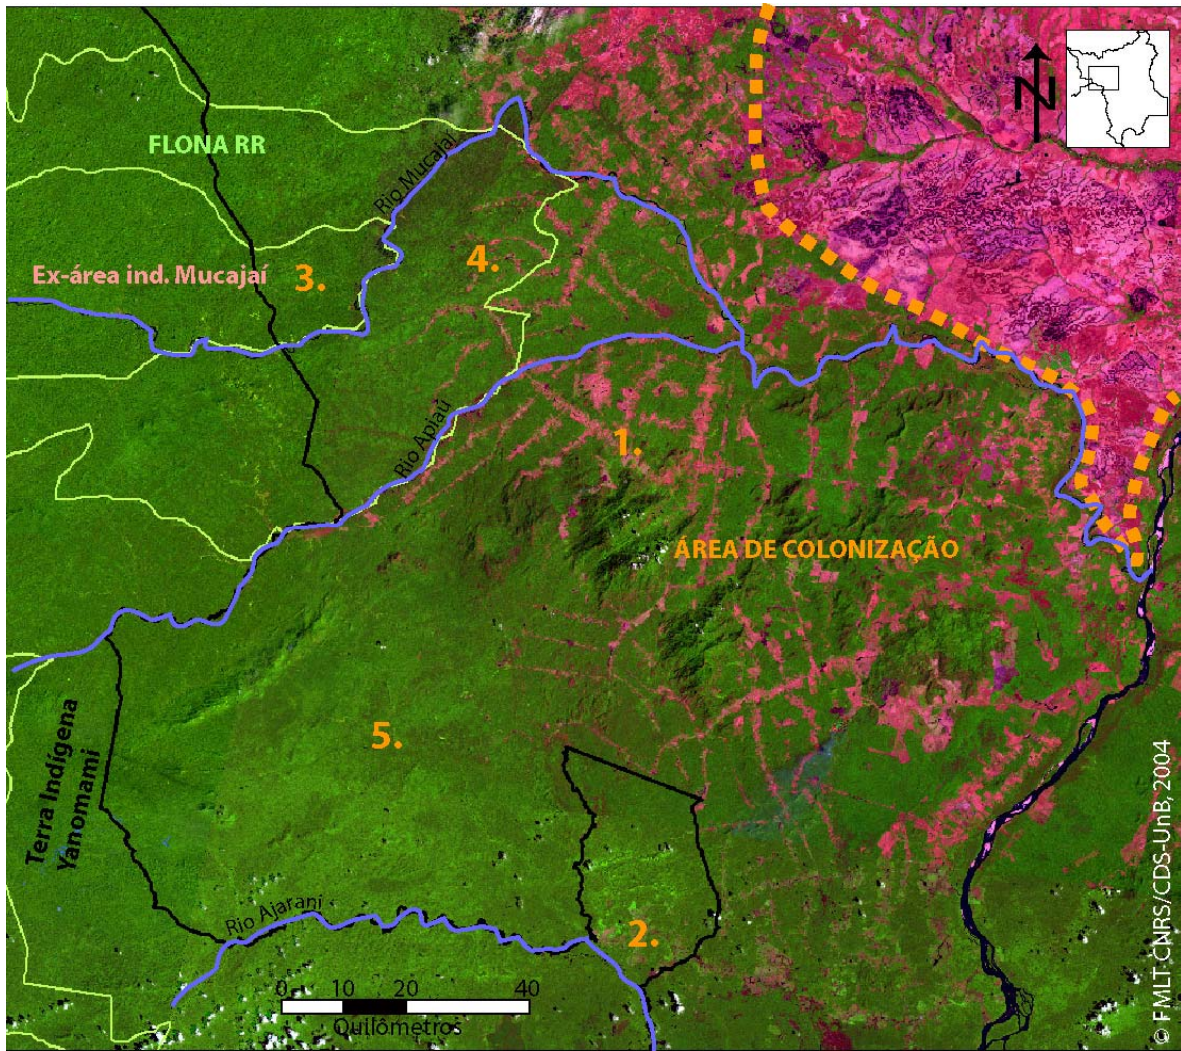 N
FLONA RR
Rio Mucajaí
Ex-área ind. Mucajaí
3.
4.
Rio Apiaú
1.
ÁREA DE COLONIZAÇÃO
5.
Terra Indígena
Yanomami
Rio Ajarani
2.
0 10 20 40
Quilômetros
© FMLT CNRS/CDS-UnB, 2004